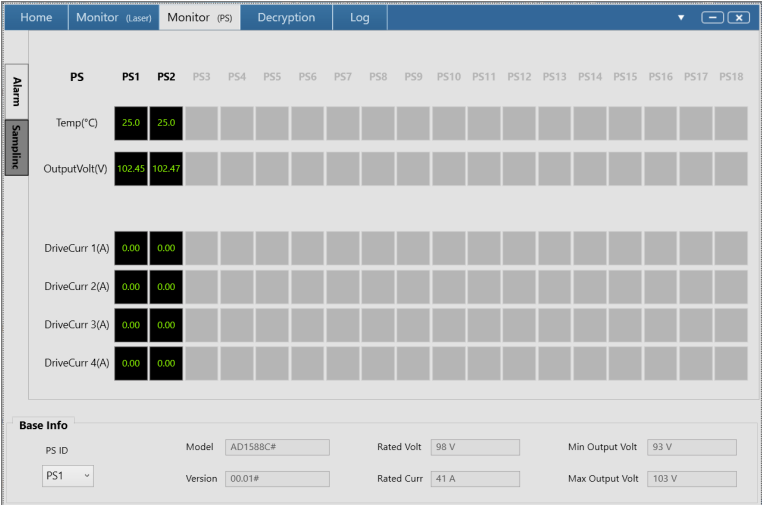 Home Monitor (Laser) Monitor (PS) Decryption Log
Alarm
Samplinc
PS PS1 PS2 PS3 PS4 PS5 PS6 PS7 PS8 PS9 PS10 PS11 PS12 PS13 PS14 PS15 PS16 PS17 PS18
Temp(°C) 25.0 25.0
OutputVolt(V) 102.45 102.47
DriveCurr 1(A) 0.00 0.00
DriveCurr 2(A) 0.00 0.00
DriveCurr 3(A) 0.00 0.00
DriveCurr 4(A) 0.00 0.00
Base Info
PS ID Model AD1588C# Rated Volt 98 V Min Output Volt 93 V
PS1 Version 00.01# Rated Curr 41 A Max Output Volt 103 V